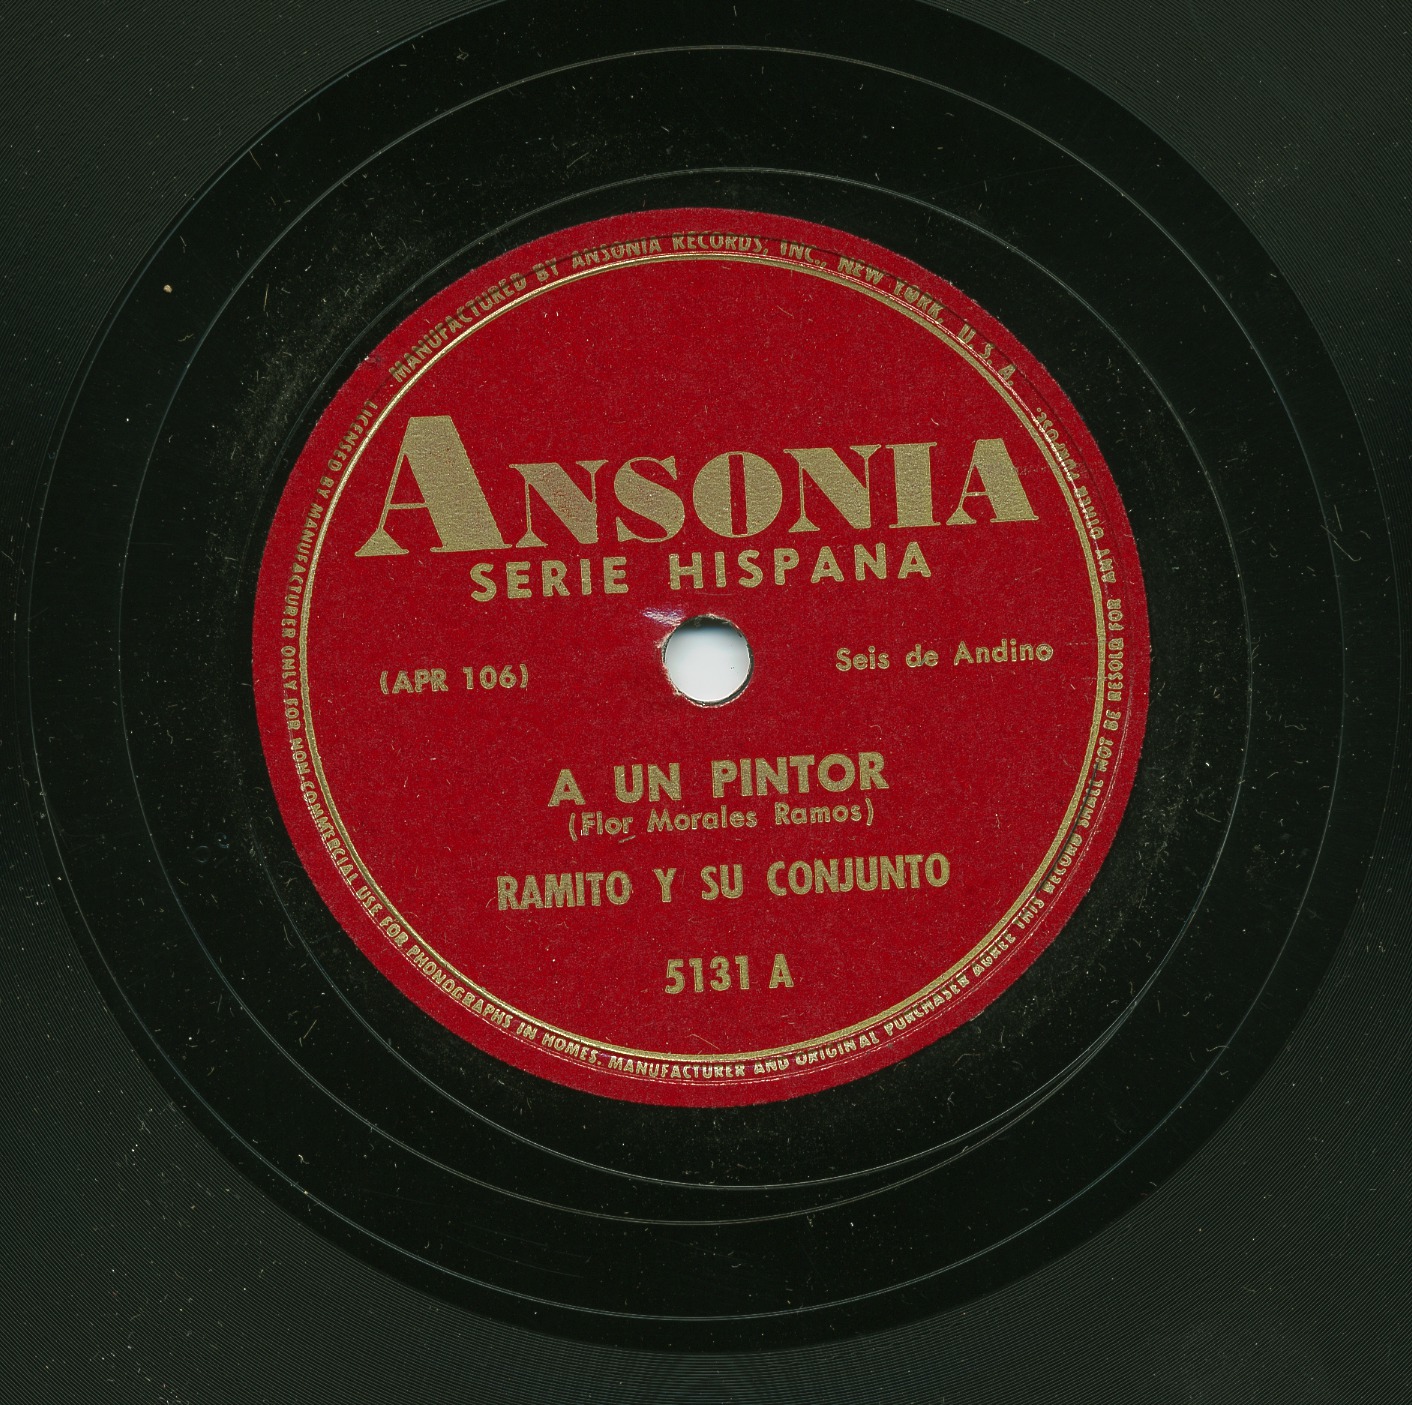 MANUFACTURED BY ANSONIA RECORDS, INC., NEW YORK, U. S. A.
ANSONIA
SERIE HISPANA
(APR 106)
Seis de Andino
A UN PINTOR
(Flor Morales Ramos)
RAMITO Y SU CONJUNTO
5131 A
LICENSED BY MANUFACTURER ONLY FOR NON-COMMERCIAL USE FOR PHONOGRAPHS IN HOMES. MANUFACTURER AND ORIGINAL PURCHASER AGREE THIS RECORD SHALL NOT BE RESOLD FOR ANY OTHER PURPOSE.